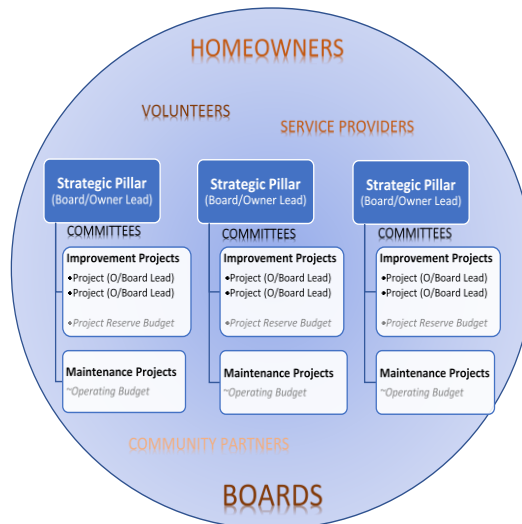 HOMEOWNERS
VOLUNTEERS
SERVICE PROVIDERS
Strategic Pillar
(Board/Owner Lead)
COMMITTEES
Improvement Projects
◆Project (O/Board Lead)
◆Project (O/Board Lead)
◆Project Reserve Budget
Maintenance Projects
~Operating Budget
Strategic Pillar
(Board/Owner Lead)
COMMITTEES
Improvement Projects
◆Project (O/Board Lead)
◆Project (O/Board Lead)
◆Project Reserve Budget
Maintenance Projects
~Operating Budget
Strategic Pillar
(Board/Owner Lead)
COMMITTEES
Improvement Projects
◆Project (O/Board Lead)
◆Project (O/Board Lead)
◆Project Reserve Budget
Maintenance Projects
~Operating Budget
COMMUNITY PARTNERS
BOARDS